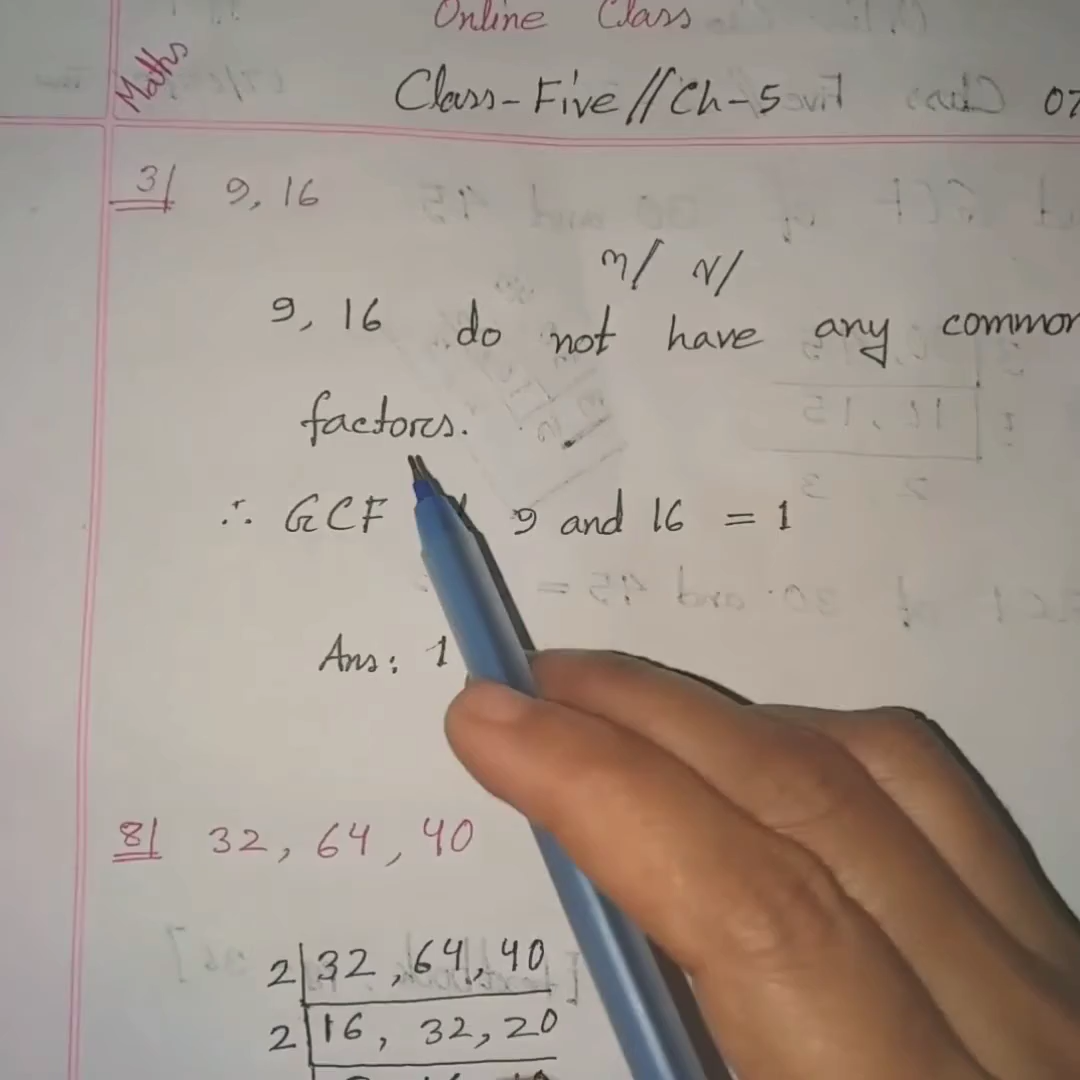 Online Class
Maths
Class-Five//Ch-5
3/ 9, 16
9, 16 do not have any common
factores.
∴ GCF 9 and 16 = 1
Ans: 1
8/ 32, 64, 40
2 32, 64, 40
2 16, 32, 20